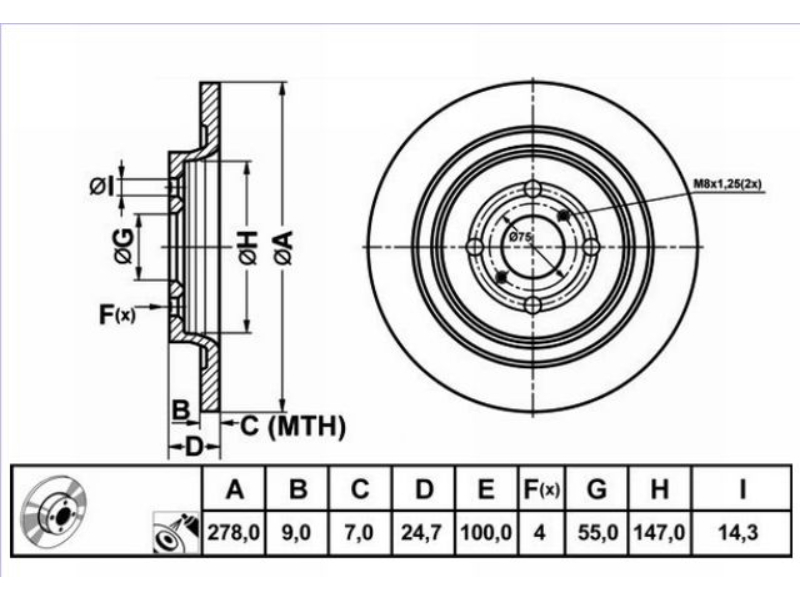 ØI
ØG
ØH
ØA
F(x)
B
C (MTH)
D
M8x1,25(2x)
Ø75
A B C D E F(x) G H I
278,0 9,0 7,0 24,7 100,0 4 55,0 147,0 14,3